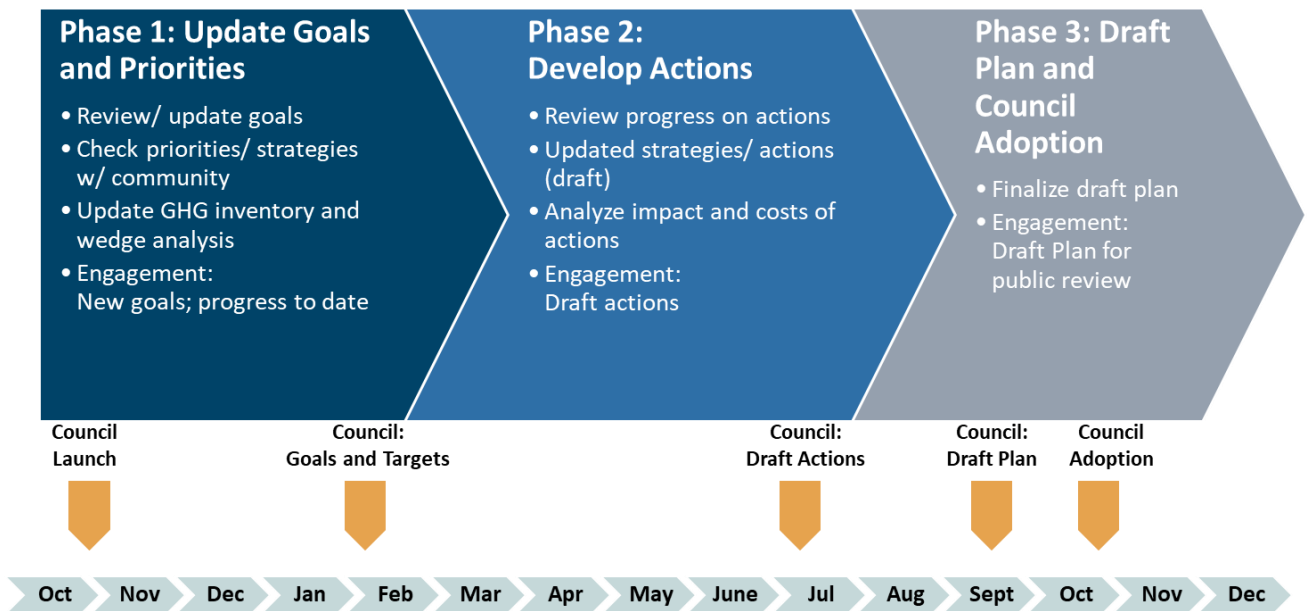 Phase 1: Update Goals
and Priorities
• Review/ update goals
• Check priorities/ strategies
w/ community
• Update GHG inventory and
wedge analysis
• Engagement:
New goals; progress to date
Phase 2:
Develop Actions
• Review progress on actions
• Updated strategies/ actions
(draft)
• Analyze impact and costs of
actions
• Engagement:
Draft actions
Phase 3: Draft
Plan and
Council
Adoption
• Finalize draft plan
• Engagement:
Draft Plan for
public review
Council
Launch
Council:
Goals and Targets
Council:
Draft Actions
Council:
Draft Plan
Council
Adoption
Oct Nov Dec Jan Feb Mar Apr May June Jul Aug Sept Oct Nov Dec